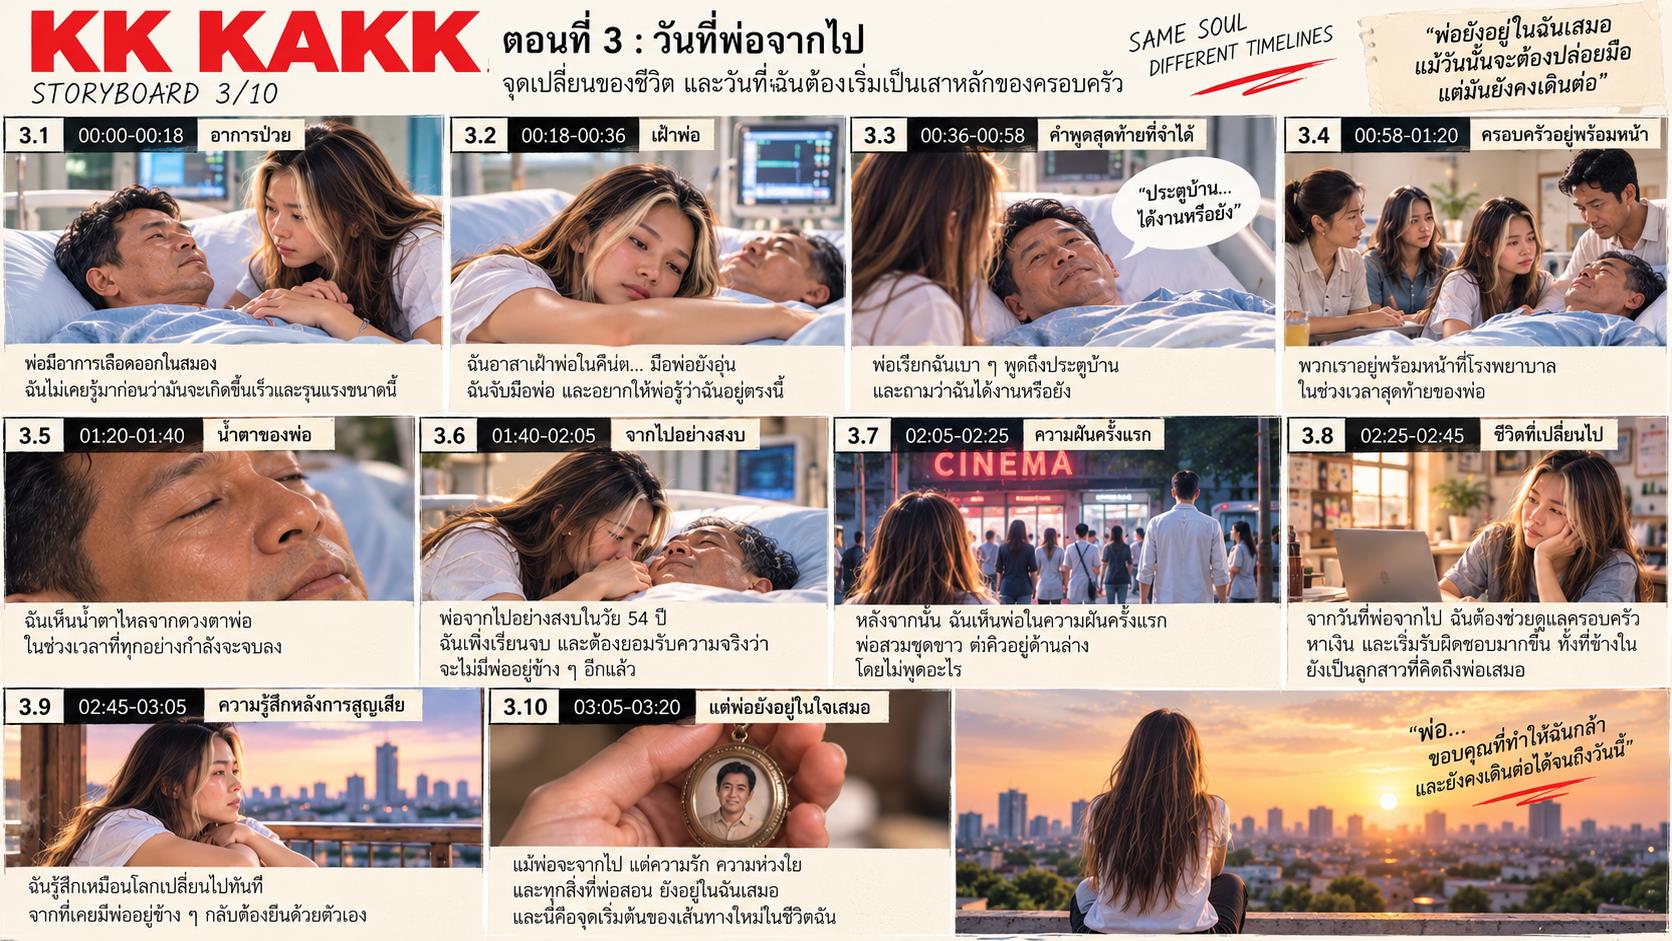 KK KAKK
STORYBOARD 3/10
ตอนที่ 3 : วันที่พ่อจากไป
จุดเปลี่ยนของชีวิต และวันที่ฉันต้องเริ่มเป็นเสาหลักของครอบครัว
SAME SOUL
DIFFERENT TIMELINES
“พ่อยังอยู่ในฉันเสมอ
แม้วันนั้นจะต้องปล่อยมือ
แต่มันยังคงเดินต่อ”
3.1 00:00-00:18 อาการป่วย
พ่อมีอาการเลือดออกในสมอง
ฉันไม่เคยรู้มาก่อนว่ามันจะเกิดขึ้นเร็วและรุนแรงขนาดนี้
3.2 00:18-00:36 เฝ้าพ่อ
ฉันอาสาเฝ้าพ่อในคืน... มือพ่อยังอุ่น
ฉันจับมือพ่อ และอยากให้พ่อรู้ว่าฉันอยู่ตรงนี้
3.3 00:36-00:58 คำพูดสุดท้ายที่จำได้
“ประตูบ้าน...
ได้งานหรือยัง”
พ่อเรียกฉันเบา ๆ พูดถึงประตูบ้าน
และถามว่าฉันได้งานหรือยัง
3.4 00:58-01:20 ครอบครัวอยู่พร้อมหน้า
พวกเราอยู่พร้อมหน้าที่โรงพยาบาล
ในช่วงเวลาสุดท้ายของพ่อ
3.5 01:20-01:40 น้ำตาของพ่อ
ฉันเห็นน้ำตาไหลจากดวงตาพ่อ
ในช่วงเวลาที่ทุกอย่างกำลังจะจบลง
3.6 01:40-02:05 จากไปอย่างสงบ
พ่อจากไปอย่างสงบในวัย 54 ปี
ฉันเพิ่งเรียนจบ และต้องยอมรับความจริงว่า
จะไม่มีพ่ออยู่ข้าง ๆ อีกแล้ว
3.7 02:05-02:25 ความฝันครั้งแรก
CINEMA
หลังจากนั้น ฉันเห็นพ่อในความฝันครั้งแรก
พ่อสวมชุดขาว ต่อคิวอยู่ด้านล่าง
โดยไม่พูดอะไร
3.8 02:25-02:45 ชีวิตที่เปลี่ยนไป
จากวันที่พ่อจากไป ฉันต้องช่วยดูแลครอบครัว
หาเงิน และเริ่มรับผิดชอบมากขึ้น ทั้งที่ข้างใน
ยังเป็นลูกสาวที่คิดถึงพ่อเสมอ
3.9 02:45-03:05 ความรู้สึกหลังการสูญเสีย
ฉันรู้สึกเหมือนโลกเปลี่ยนไปทันที
จากที่เคยมีพ่ออยู่ข้าง ๆ กลับต้องยืนด้วยตัวเอง
3.10 03:05-03:20 แต่พ่อยังอยู่ในใจเสมอ
แม้พ่อจะจากไป แต่ความรัก ความห่วงใย
และทุกสิ่งที่พ่อสอน ยังอยู่ในฉันเสมอ
และนี่คือจุดเริ่มต้นของเส้นทางใหม่ในชีวิตฉัน
“พ่อ...
ขอบคุณที่ทำให้ฉันกล้า
และยังคงเดินต่อได้จนถึงวันนี้”